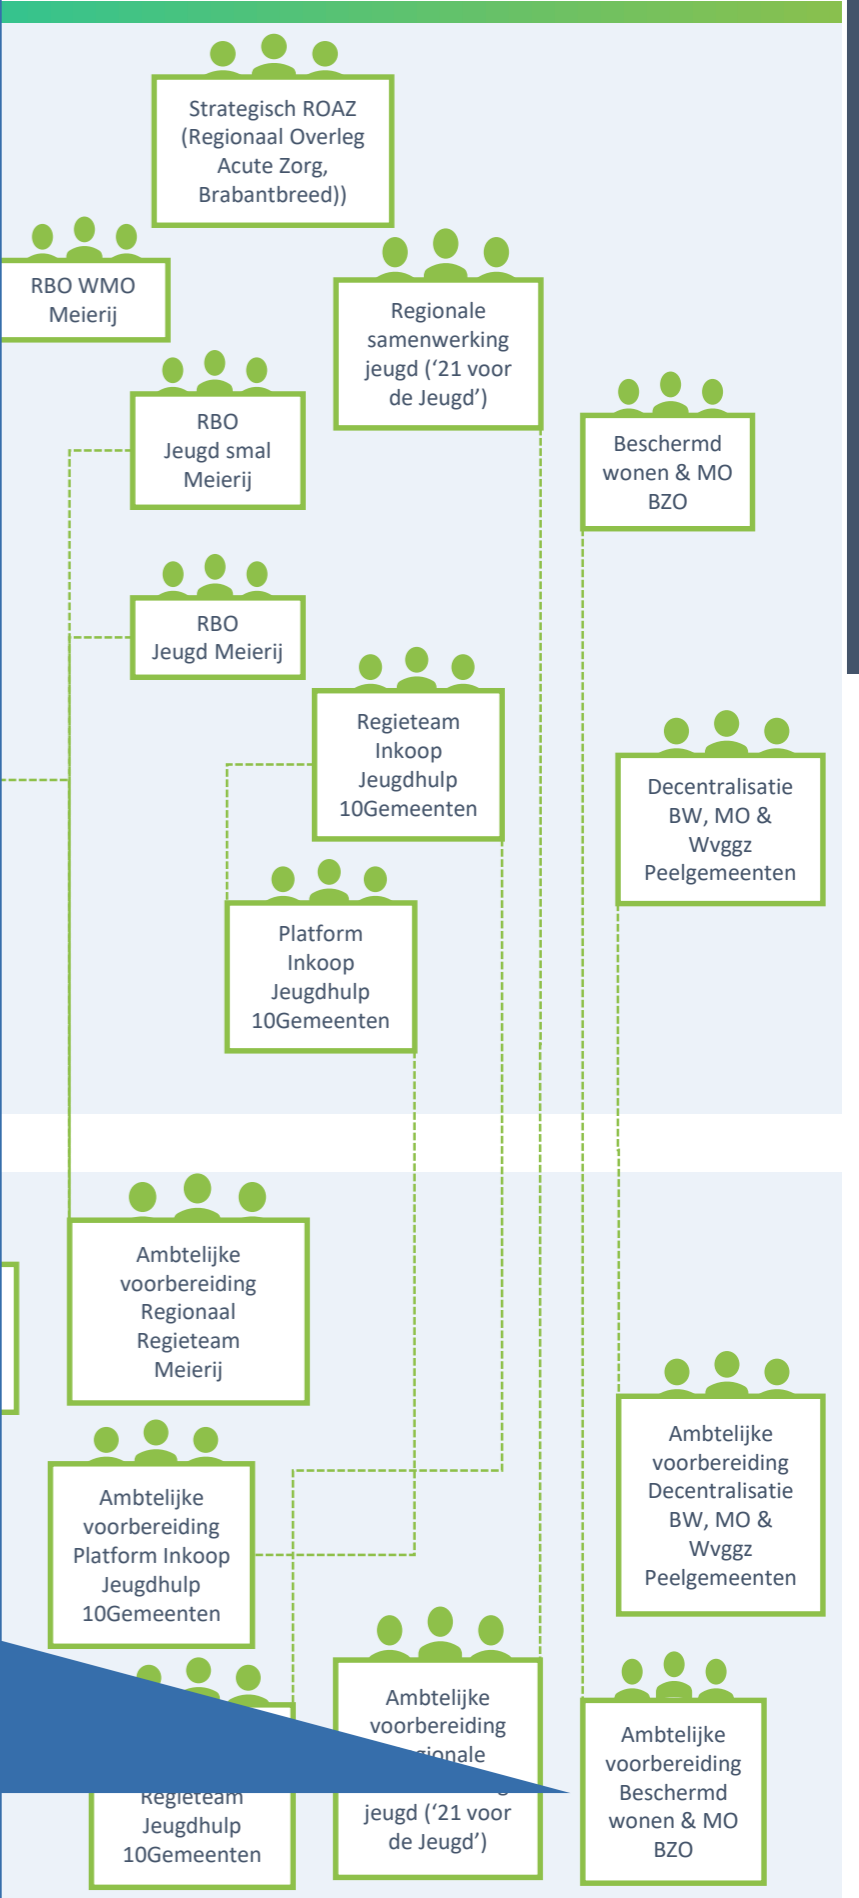 Strategisch ROAZ
(Regionaal Overleg
Acute Zorg,
Brabantbreed))
RBO WMO
Meierij
Regionale
samenwerking
jeugd (‘21 voor
de Jeugd’)
RBO
Jeugd smal
Meierij
Beschermd
wonen & MO
BZO
RBO
Jeugd Meierij
Regieteam
Inkoop
Jeugdhulp
10Gemeenten
Decentralisatie
BW, MO &
Wvggz
Peelgemeenten
Platform
Inkoop
Jeugdhulp
10Gemeenten
Ambtelijke
voorbereiding
Regionaal
Regieteam
Meierij
Ambtelijke
voorbereiding
Decentralisatie
BW, MO &
Wvggz
Peelgemeenten
Ambtelijke
voorbereiding
Platform Inkoop
Jeugdhulp
10Gemeenten
Regieteam
Jeugdhulp
10Gemeenten
Ambtelijke
voorbereiding
jeugd (‘21 voor
de Jeugd’)
Ambtelijke
voorbereiding
Beschermd
wonen & MO
BZO